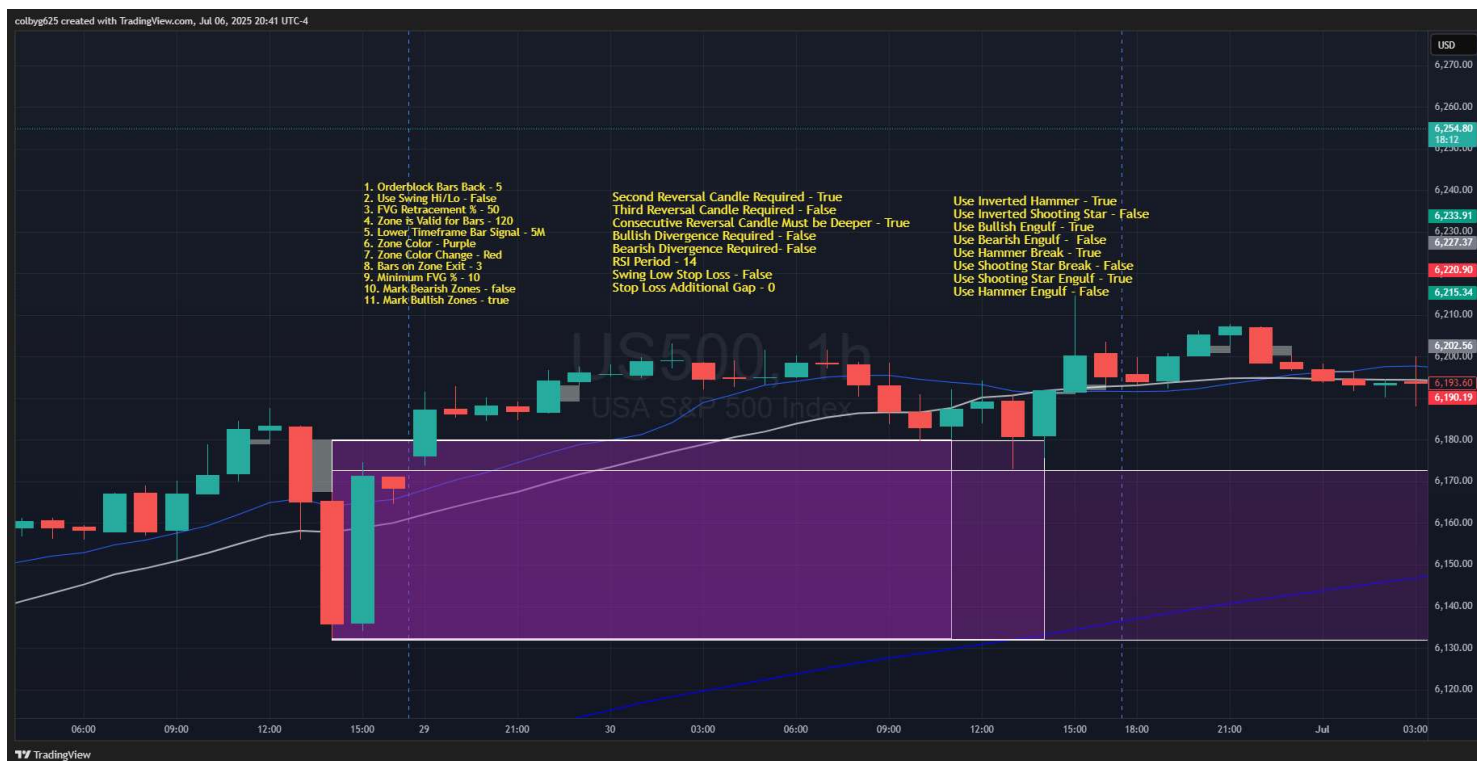 colbyg625 created with TradingView.com, Jul 06, 2025 20:41 UTC-4
USD
6,270.00
6,260.00
6,254.80
18:12
6,250.00
6,240.00
6,233.91
6,230.00
6,227.37
6,220.90
6,215.34
6,210.00
6,202.56
6,200.00
6,193.60
6,190.19
6,180.00
6,170.00
6,160.00
6,150.00
6,140.00
6,130.00
6,120.00
1. Orderblock Bars Back - 5
2. Use Swing Hi/Lo - False
3. FVG Retracement % - 50
4. Zone is Valid for Bars - 120
5. Lower Timeframe Bar Signal - 5M
6. Zone Color - Purple
7. Zone Color Change - Red
8. Bars on Zone Exit - 3
9. Minimum FVG % - 10
10. Mark Bearish Zones - false
11. Mark Bullish Zones - true
Second Reversal Candle Required - True
Third Reversal Candle Required - False
Consecutive Reversal Candle Must be Deeper - True
Bullish Divergence Required - False
Bearish Divergence Required- False
RSI Period - 14
Swing Low Stop Loss - False
Stop Loss Additional Gap - 0
Use Inverted Hammer - True
Use Inverted Shooting Star - False
Use Bullish Engulf - True
Use Bearish Engulf - False
Use Hammer Break - True
Use Shooting Star Break - False
Use Shooting Star Engulf - True
Use Hammer Engulf - False
US500, 1h
USA S&P 500 Index
06:00 09:00 12:00 15:00 29 21:00 30 03:00 06:00 09:00 12:00 15:00 18:00 21:00 Jul 03:00
TradingView